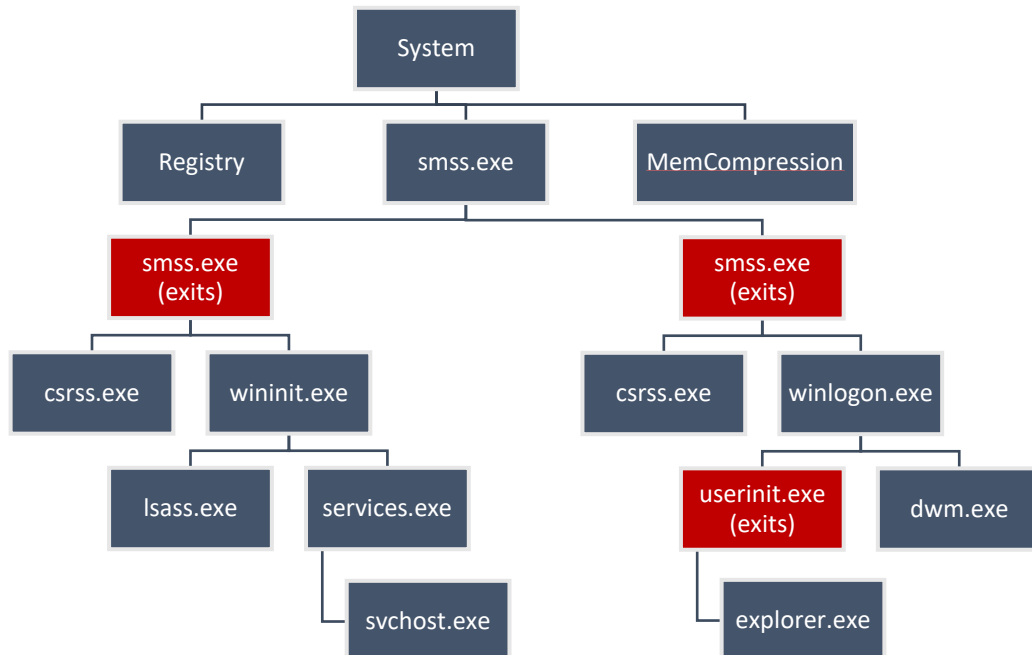 System
Registry
smss.exe
MemCompression
smss.exe
(exits)
smss.exe
(exits)
csrss.exe
wininit.exe
csrss.exe
winlogon.exe
lsass.exe
services.exe
userinit.exe
(exits)
dwm.exe
svchost.exe
explorer.exe